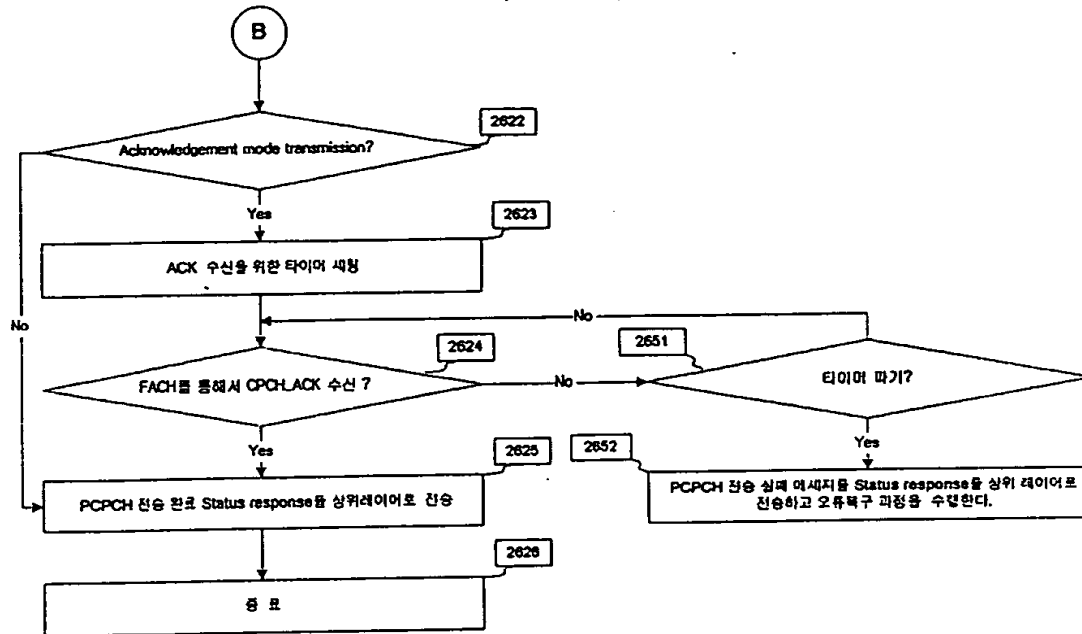 B
2622
Acknowledgement mode transmission?
Yes
2623
ACK 수신을 위한 타이머 세팅
No
No
2624
2651
FACH를 통해서 CPCH_ACK 수신 ?
No
타이머 파기?
Yes
Yes
2625
2652
PCPCH 전송 완료 Status response를 상위레이어로 전송
PCPCH 전송 실패 메세지를 Status response를 상위 레이어로
전송하고 오류복구 과정을 수행한다.
2626
종 료